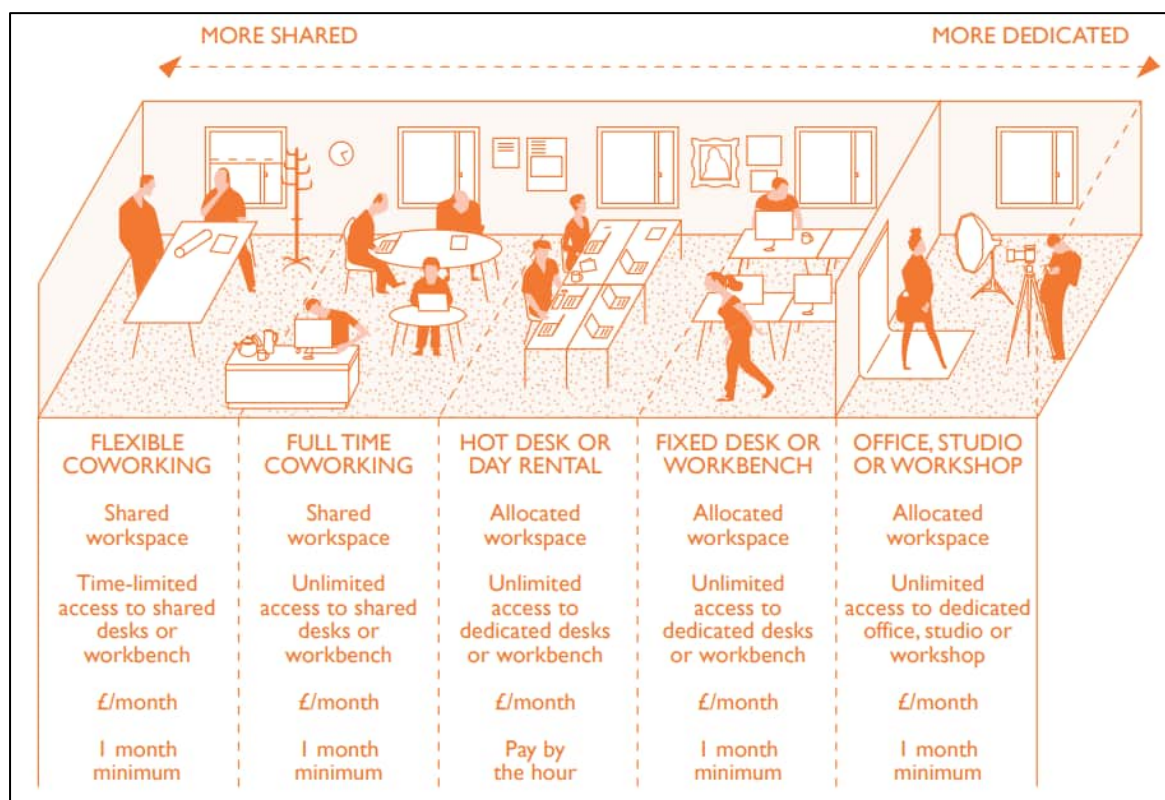 MORE SHARED
MORE DEDICATED
FLEXIBLE
COWORKING
Shared
workspace
Time-limited
access to shared
desks or
workbench
£/month
1 month
minimum
FULL TIME
COWORKING
Shared
workspace
Unlimited
access to shared
desks or
workbench
£/month
1 month
minimum
HOT DESK OR
DAY RENTAL
Allocated
workspace
Unlimited
access to
dedicated desks
or workbench
£/month
Pay by
the hour
FIXED DESK OR
WORKBENCH
Allocated
workspace
Unlimited
access to
dedicated desks
or workbench
£/month
1 month
minimum
OFFICE, STUDIO
OR WORKSHOP
Allocated
workspace
Unlimited
access to dedicated
office, studio or
workshop
£/month
1 month
minimum